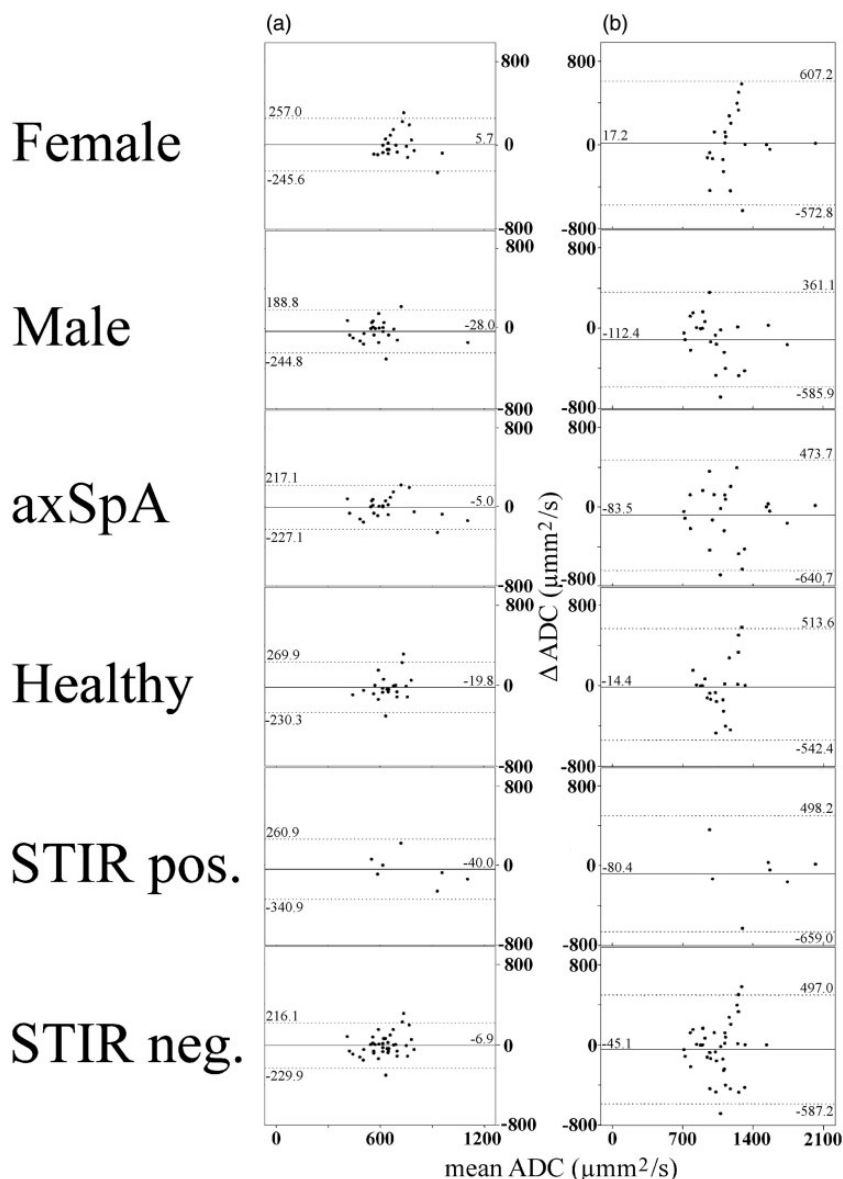 (a) (b)
800 800
257.0 607.2
Female 5.7 0 17.2 0
-245.6 -572.8
-800 -800
800 800
188.8 361.1
Male -28.0 0 -112.4 0
-244.8 -585.9
-800 -800
800 800
217.1 473.7
axSpA -5.0 0 -83.5 0
-227.1 -640.7
-800 -800
Δ ADC (μmm²/s)
800 800
269.9 513.6
Healthy -19.8 0 -14.4 0
-230.3 -542.4
-800 -800
800 800
260.9 498.2
STIR pos. -40.0 0 -80.4 0
-340.9 -659.0
-800 -800
800 800
216.1 497.0
STIR neg. -6.9 0 -45.1 0
-229.9 -587.2
-800 -800
0 600 1200 0 700 1400 2100
mean ADC (μmm²/s)